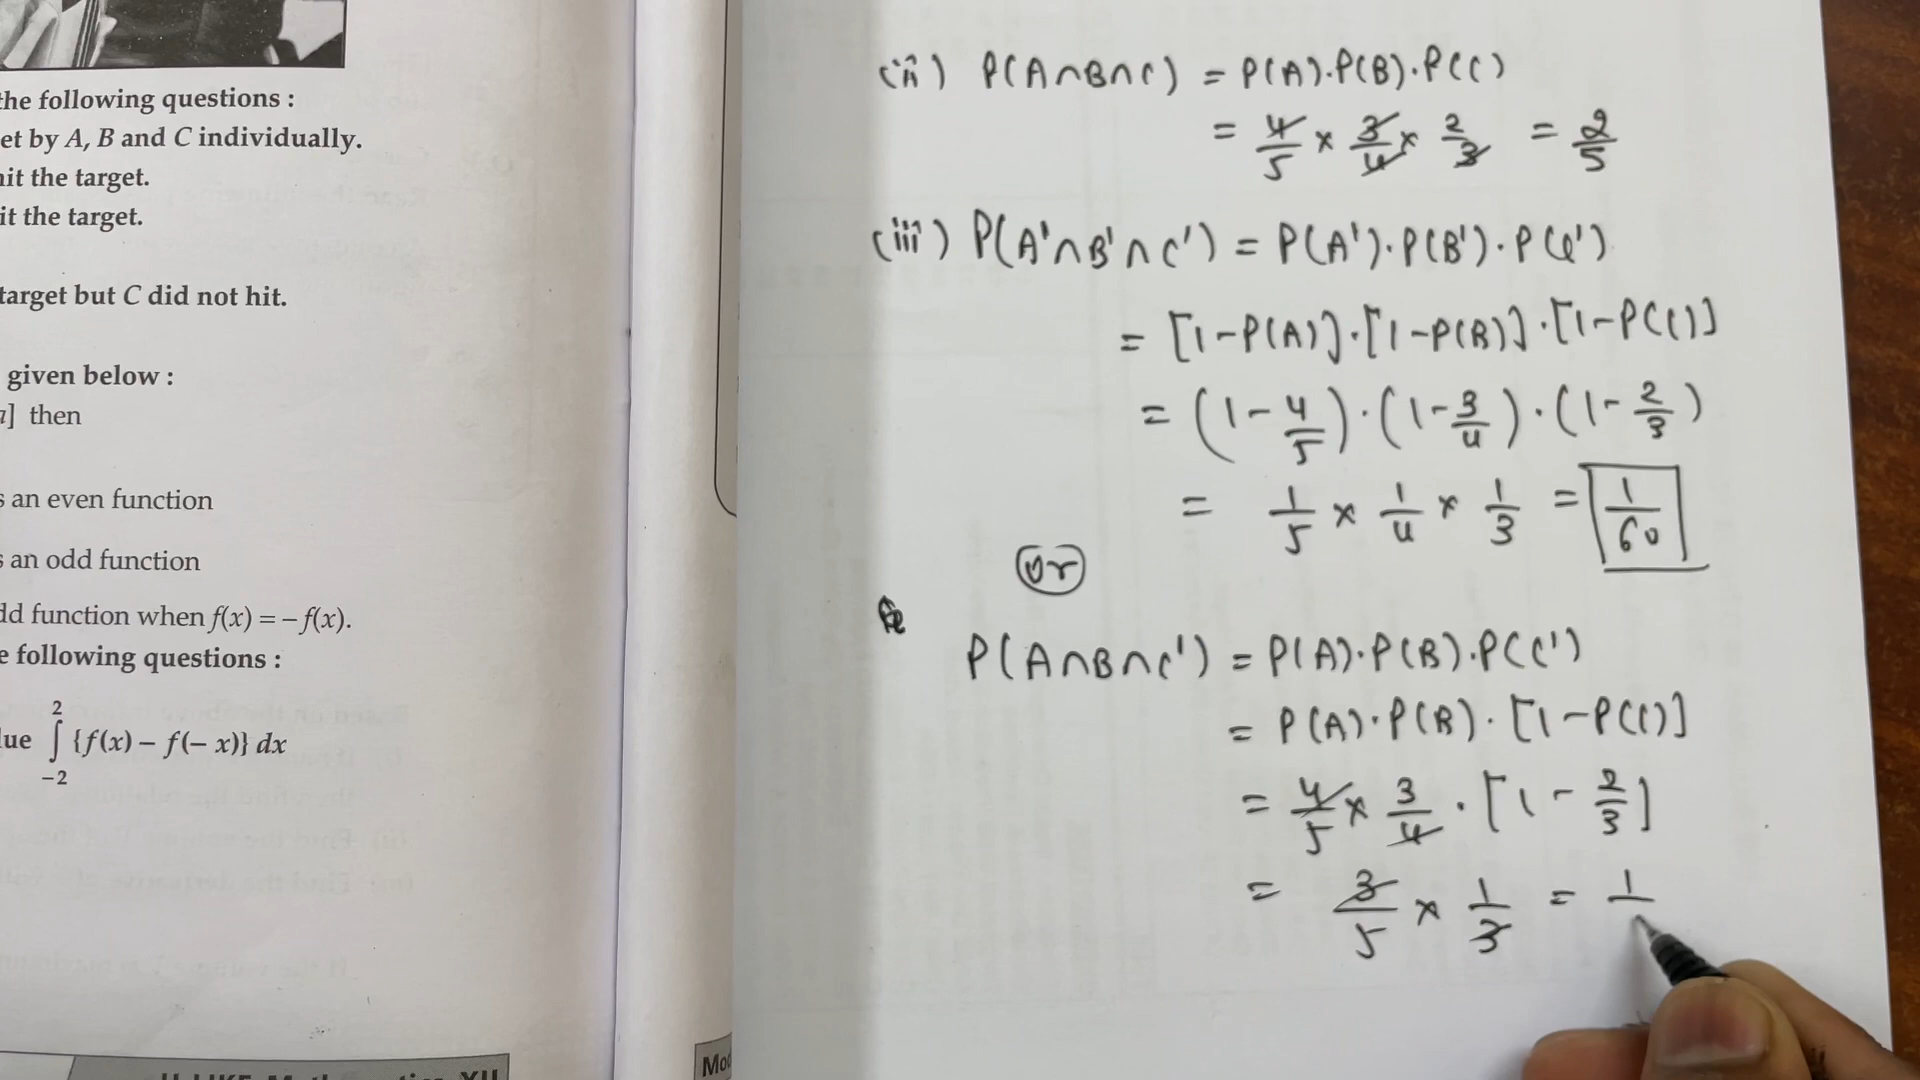 the following questions :
et by A, B and C individually.
hit the target.
it the target.
target but C did not hit.
given below :
] then
s an even function
s an odd function
dd function when f(x) = – f(x).
e following questions :
lue ∫₋₂² {f(x) – f(– x)} dx
XII
Mod
(ii) P(A∩B∩C) = P(A).P(B).P(C)
= 4/5 × 3/4 × 2/3 = 2/5
(iii) P(A'∩B'∩C') = P(A').P(B').P(C')
= [1-P(A)].[1-P(B)].[1-P(C)]
= (1-4/5).(1-3/4).(1-2/3)
= 1/5 × 1/4 × 1/3 = 1/60
or
P(A∩B∩C') = P(A).P(B).P(C')
= P(A).P(B).[1-P(C)]
= 4/5 × 3/4 . [1-2/3]
= 3/5 × 1/3 = 1/